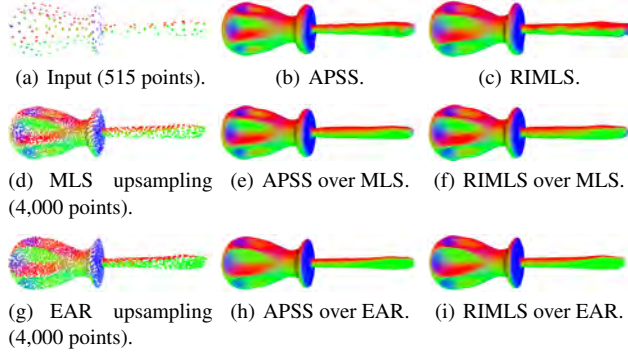 (a) Input (515 points).
(b) APSS.
(c) RIMLS.
(d) MLS upsampling
(4,000 points).
(e) APSS over MLS.
(f) RIMLS over MLS.
(g) EAR upsampling
(4,000 points).
(h) APSS over EAR.
(i) RIMLS over EAR.